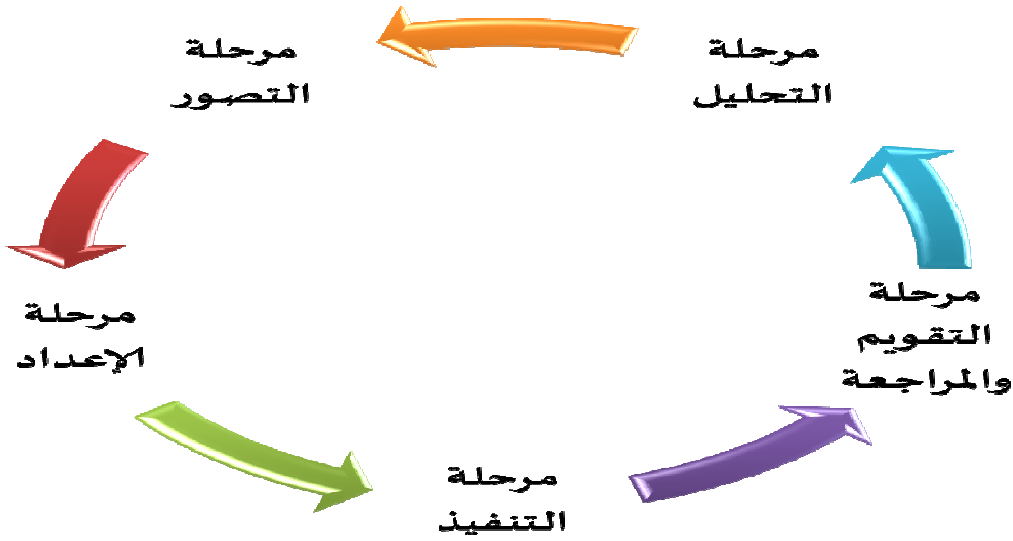 مرحلة
التحليل
مرحلة
التصور
مرحلة
الإعداد
مرحلة
التنفيذ
مرحلة
التقويم
والمراجعة